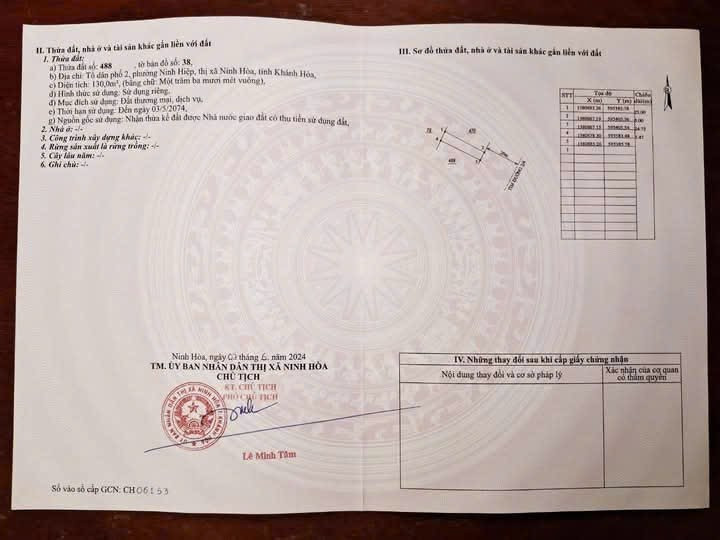 II. Thửa đất, nhà ở và tài sản khác gắn liền với đất
1. Thửa đất:
a) Thửa đất số: 488 , tờ bản đồ số: 38,
b) Địa chỉ: Tổ dân phố 2, phường Ninh Hiệp, thị xã Ninh Hòa, tỉnh Khánh Hòa,
c) Diện tích: 130,0m², (bằng chữ: Một trăm ba mươi mét vuông),
d) Hình thức sử dụng: Sử dụng riêng,
đ) Mục đích sử dụng: Đất thương mại, dịch vụ,
e) Thời hạn sử dụng: Đến ngày 03/5/2074,
g) Nguồn gốc sử dụng: Nhận thừa kế đất được Nhà nước giao đất có thu tiền sử dụng đất,
2. Nhà ở: -/-
3. Công trình xây dựng khác: -/-
4. Rừng sản xuất là rừng trồng: -/-
5. Cây lâu năm: -/-
6. Ghi chú: -/-
Ninh Hòa, ngày tháng năm 2024
TM. ỦY BAN NHÂN DÂN THỊ XÃ NINH HÒA
CHỦ TỊCH
KT. CHỦ TỊCH
PHÓ CHỦ TỊCH
Lê Minh Tâm
Số vào sổ cấp GCN: CH06153
III. Sơ đồ thửa đất, nhà ở và tài sản khác gắn liền với đất
STT
Tọa độ
X (m) Y (m)
Chiều
488
TIM ĐƯỜNG
IV. Những thay đổi sau khi cấp giấy chứng nhận
Nội dung thay đổi và cơ sở pháp lý
Xác nhận của cơ quan
có thẩm quyền